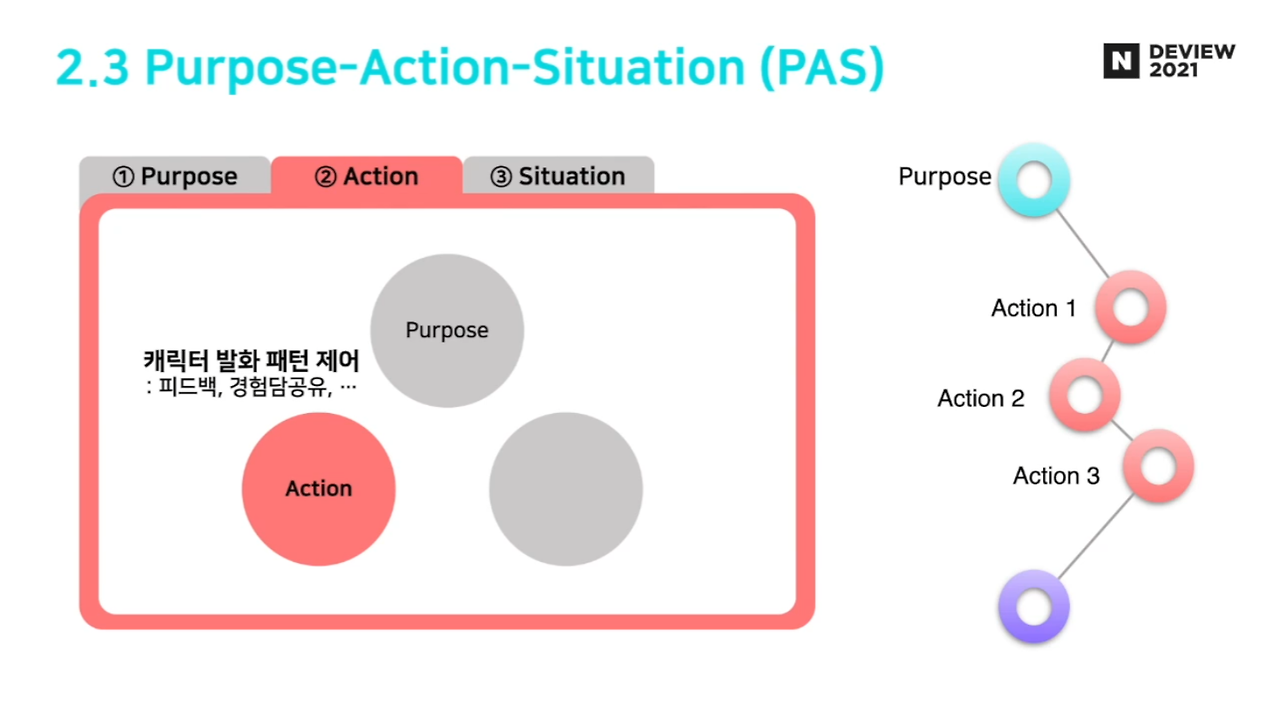 2.3 Purpose-Action-Situation (PAS)
N DEVIEW
2021
① Purpose
② Action
③ Situation
Purpose
캐릭터 발화 패턴 제어
: 피드백, 경험담공유, ···
Action
Purpose
Action 1
Action 2
Action 3